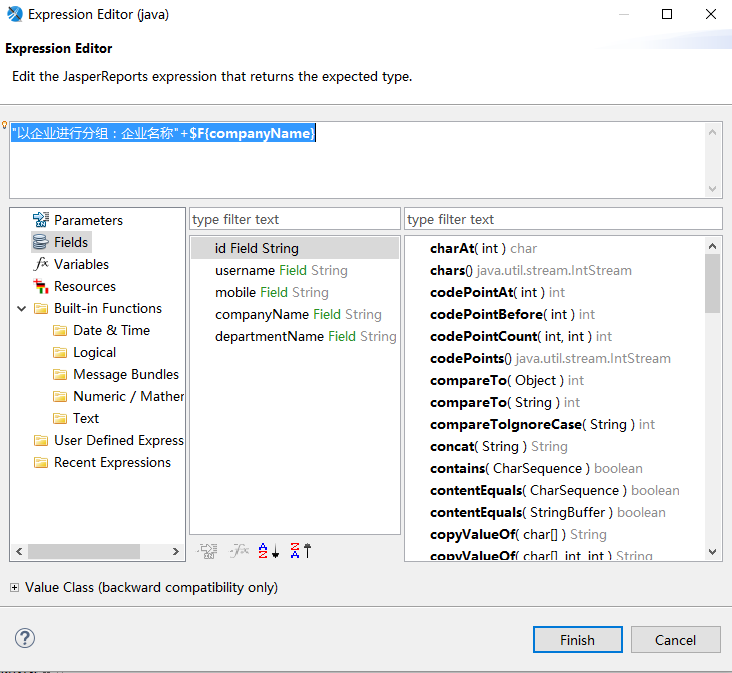 Expression Editor (java)
Expression Editor
Edit the JasperReports expression that returns the expected type.
"以企业进行分组：企业名称"+$F{companyName}
Parameters
Fields
Variables
Resources
Built-in Functions
Date & Time
Logical
Message Bundles
Numeric / Mather
Text
User Defined Express
Recent Expressions
type filter text
id Field String
username Field String
mobile Field String
companyName Field String
departmentName Field String
type filter text
charAt( int ) char
chars() java.util.stream.IntStream
codePointAt( int ) int
codePointBefore( int ) int
codePointCount( int, int ) int
codePoints() java.util.stream.IntStream
compareTo( Object ) int
compareTo( String ) int
compareToIgnoreCase( String ) int
concat( String ) String
contains( CharSequence ) boolean
contentEquals( CharSequence ) boolean
contentEquals( StringBuffer ) boolean
copyValueOf( char[] ) String
copyValueOf( char[], int, int ) String
Value Class (backward compatibility only)
Finish
Cancel